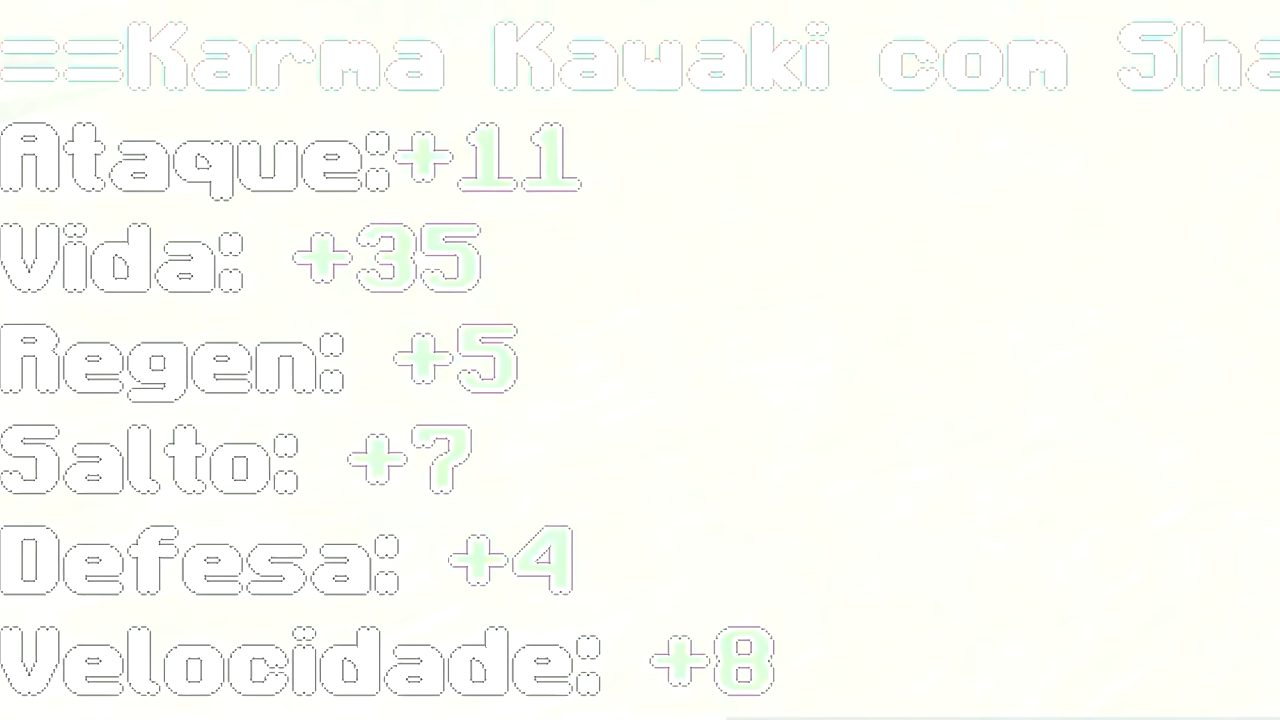 ==Karma Kawaki con Sha
Ataque:+11
Vida: +35
Regen: +5
Salto: +7
Defesa: +4
Velocidade: +8